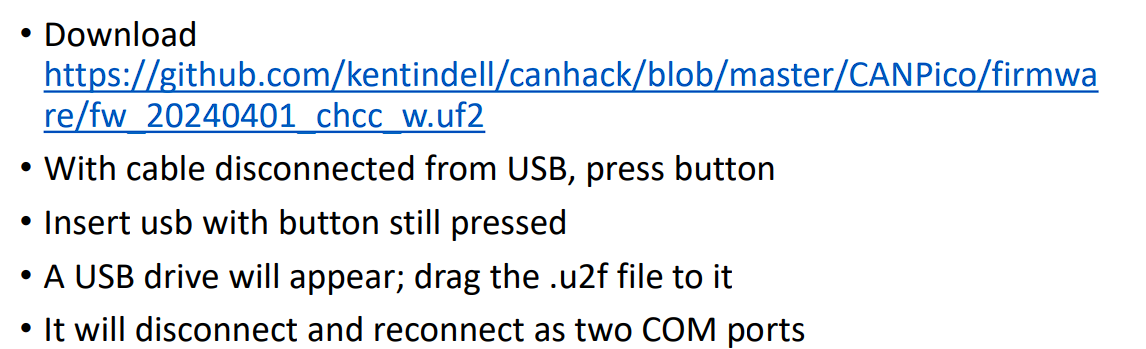 • Download
https://github.com/kentindell/canhack/blob/master/CANPico/firmwa
re/fw_20240401_chcc_w.uf2
• With cable disconnected from USB, press button
• Insert usb with button still pressed
• A USB drive will appear; drag the .u2f file to it
• It will disconnect and reconnect as two COM ports